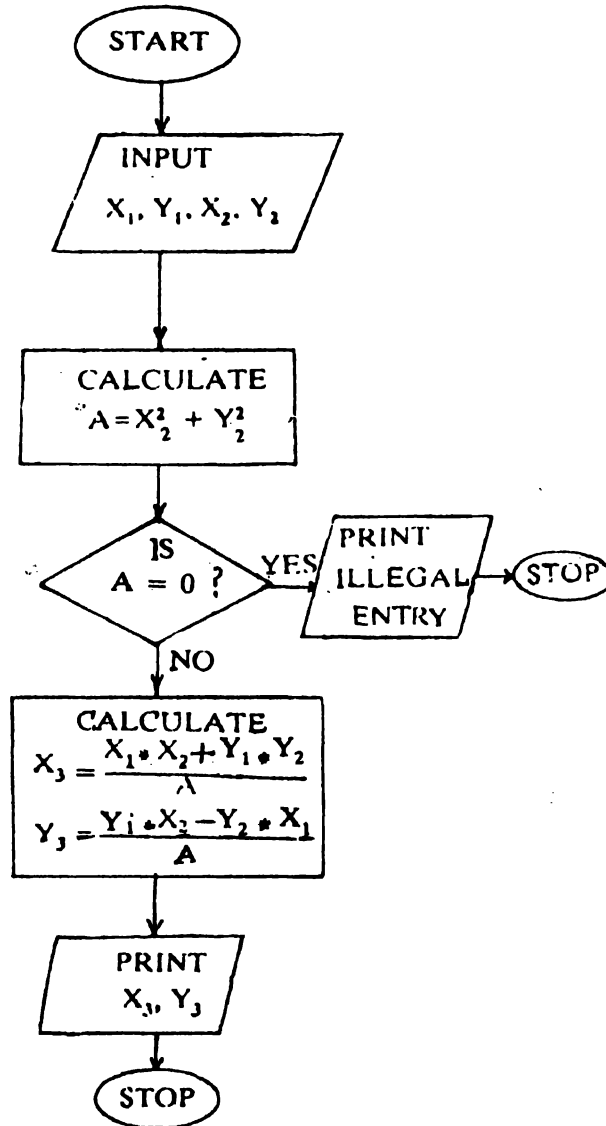 START
INPUT
X₁, Y₁, X₂, Y₂
CALCULATE
A = X₂² + Y₂²
IS
A = 0 ?
YES
PRINT
ILLEGAL
ENTRY
STOP
NO
CALCULATE
X₃ = X₁ * X₂ + Y₁ * Y₂
A
Y₃ = Y₁ * X₂ − Y₂ * X₁
A
PRINT
X₃, Y₃
STOP